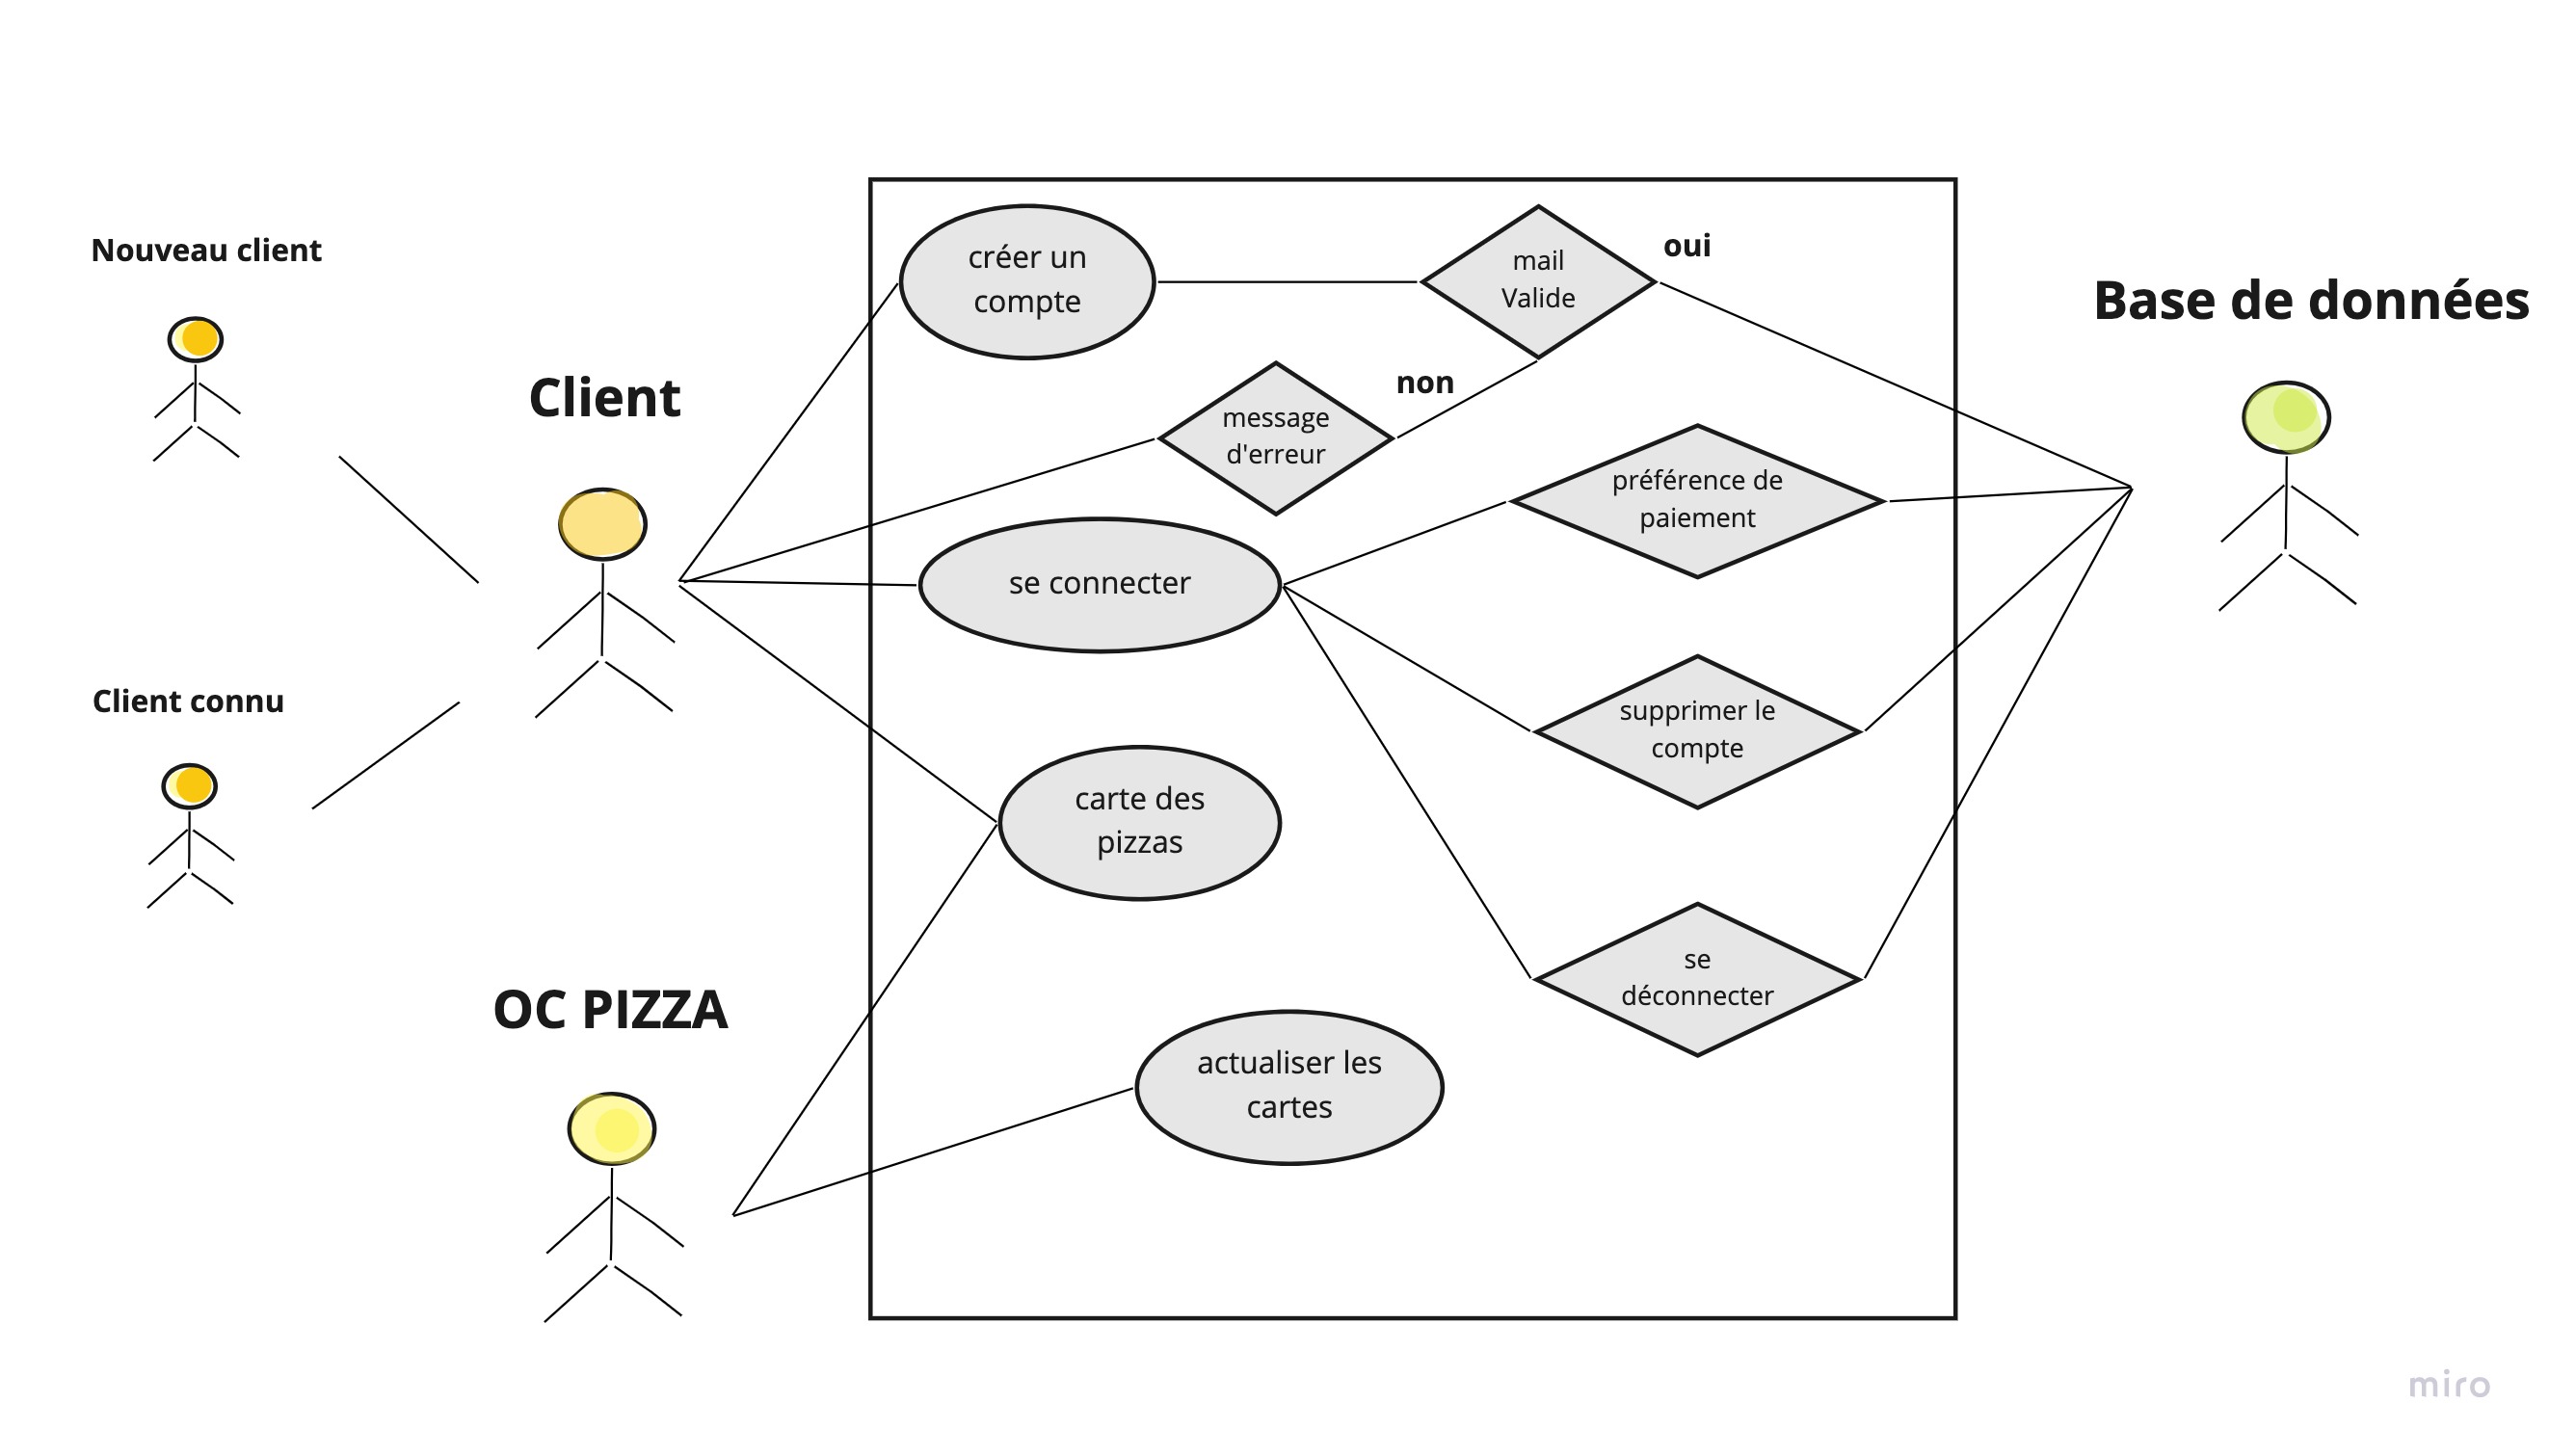 Nouveau client
Client
Client connu
OC PIZZA
créer un
compte
mail
Valide
oui
non
message
d'erreur
se connecter
préférence de
paiement
supprimer le
compte
carte des
pizzas
se
déconnecter
actualiser les
cartes
Base de données
miro